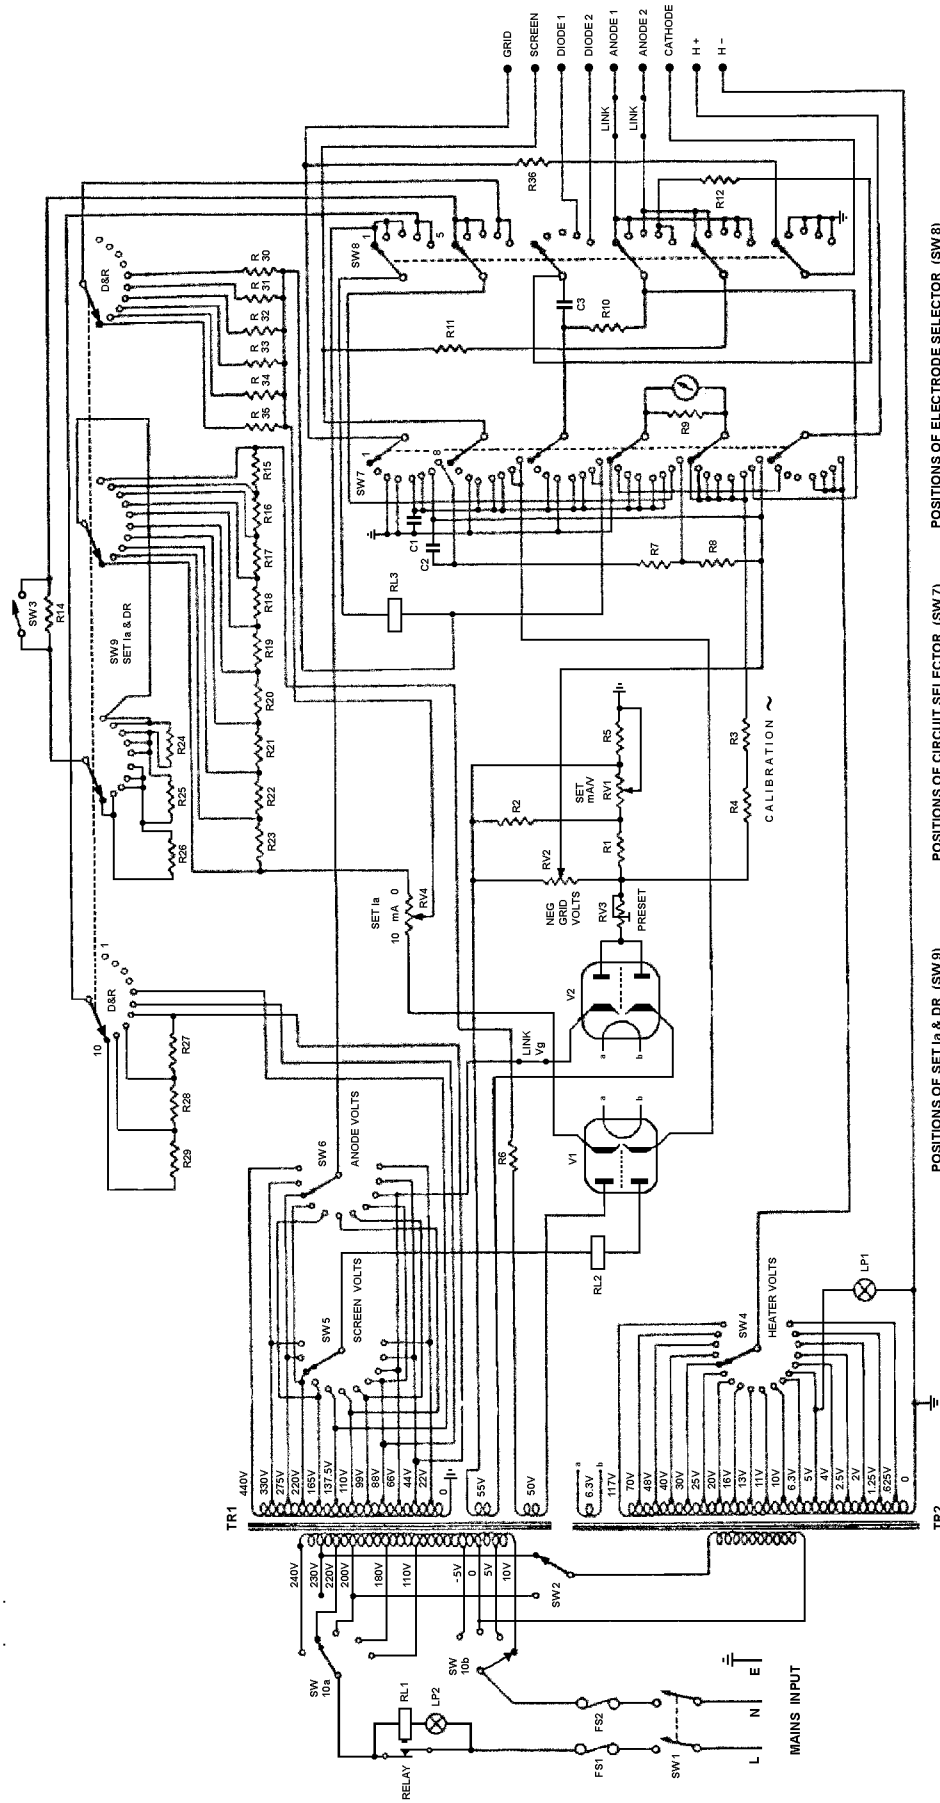 GRID
SCREEN
DIODE 1
DIODE 2
ANODE 1
ANODE 2
CATHODE
H +
H −
LINK
LINK
R36
R12
SW8
1
5
C3
R10
R11
R9
SW7
1
8
C1
C2
R7
R8
RL3
D&R
R 30
R 31
R 32
R 33
R 34
R 35
R15
R16
R17
R18
R19
R20
R21
R22
R23
SW3
R14
SW9
SET Ia & DR
R24
R25
R26
D&R
1
10
R27
R28
R29
SET Ia
10 mA 0
RV4
R5
SET
mA/V
RV1
R2
R1
RV2
NEG
GRID
VOLTS
RV3
PRESET
R3
R4
CALIBRATION ~
V2
a
b
LINK
Vg
V1
a
b
R6
RL2
SW6
ANODE VOLTS
SW5
SCREEN VOLTS
SW4
HEATER VOLTS
LP1
TR1
440V
330V
275V
220V
165V
137.5V
110V
99V
88V
66V
44V
22V
0
55V
50V
a
6.3V
b
117V
70V
48V
40V
30V
25V
20V
16V
13V
11V
10V
6.3V
5V
4V
2.5V
2V
1.25V
.625V
0
TR2
240V
230V
220V
200V
180V
110V
-5V
0
5V
10V
SW2
SW
10a
SW
10b
RL1
LP2
RELAY
FS1
FS2
SW1
L
N
E
MAINS INPUT
POSITIONS OF SET Ia & DR (SW9)
POSITIONS OF CIRCUIT SELECTOR (SW7)
POSITIONS OF ELECTRODE SELECTOR (SW8)